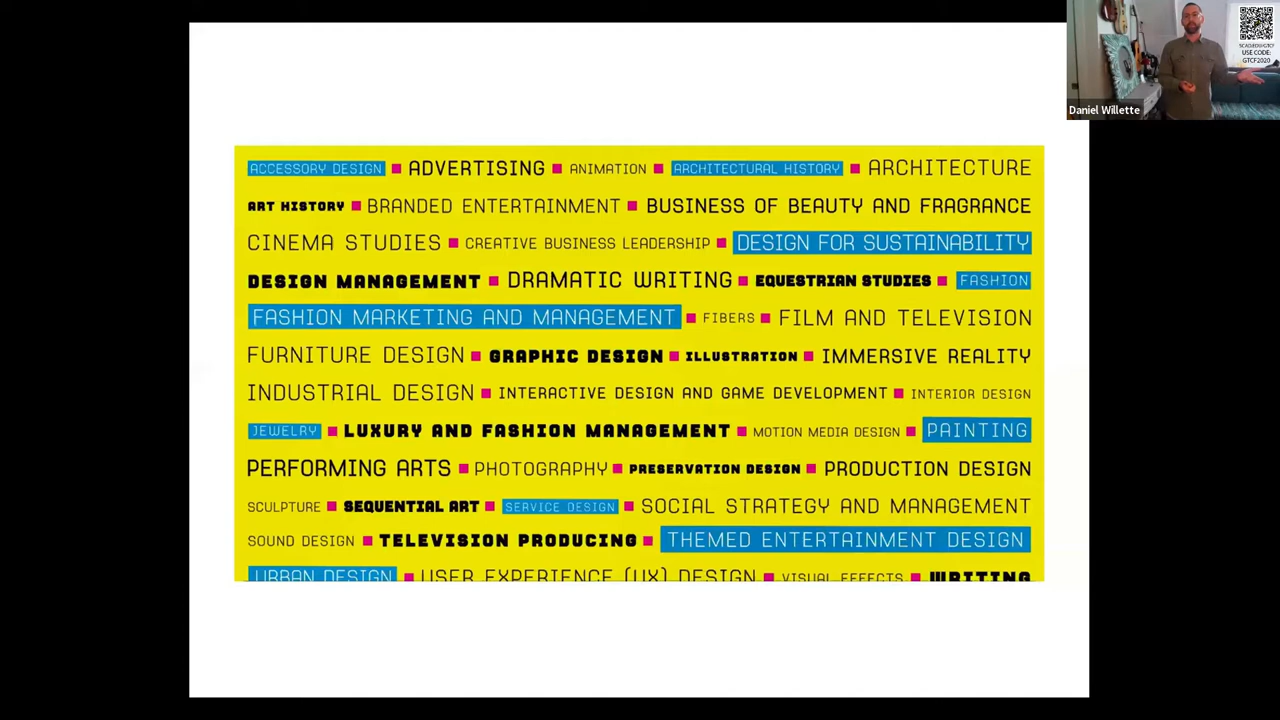 ACCESSORY DESIGN ■ ADVERTISING ■ ANIMATION ■ ARCHITECTURAL HISTORY ■ ARCHITECTURE
ART HISTORY ■ BRANDED ENTERTAINMENT ■ BUSINESS OF BEAUTY AND FRAGRANCE
CINEMA STUDIES ■ CREATIVE BUSINESS LEADERSHIP ■ DESIGN FOR SUSTAINABILITY
DESIGN MANAGEMENT ■ DRAMATIC WRITING ■ EQUESTRIAN STUDIES ■ FASHION
FASHION MARKETING AND MANAGEMENT ■ FIBERS ■ FILM AND TELEVISION
FURNITURE DESIGN ■ GRAPHIC DESIGN ■ ILLUSTRATION ■ IMMERSIVE REALITY
INDUSTRIAL DESIGN ■ INTERACTIVE DESIGN AND GAME DEVELOPMENT ■ INTERIOR DESIGN
JEWELRY ■ LUXURY AND FASHION MANAGEMENT ■ MOTION MEDIA DESIGN ■ PAINTING
PERFORMING ARTS ■ PHOTOGRAPHY ■ PRESERVATION DESIGN ■ PRODUCTION DESIGN
SCULPTURE ■ SEQUENTIAL ART ■ SERVICE DESIGN ■ SOCIAL STRATEGY AND MANAGEMENT
SOUND DESIGN ■ TELEVISION PRODUCING ■ THEMED ENTERTAINMENT DESIGN
URBAN DESIGN ■ USER EXPERIENCE (UX) DESIGN ■ VISUAL EFFECTS ■ WRITING
USE CODE:
GTCF2020
Daniel Willette